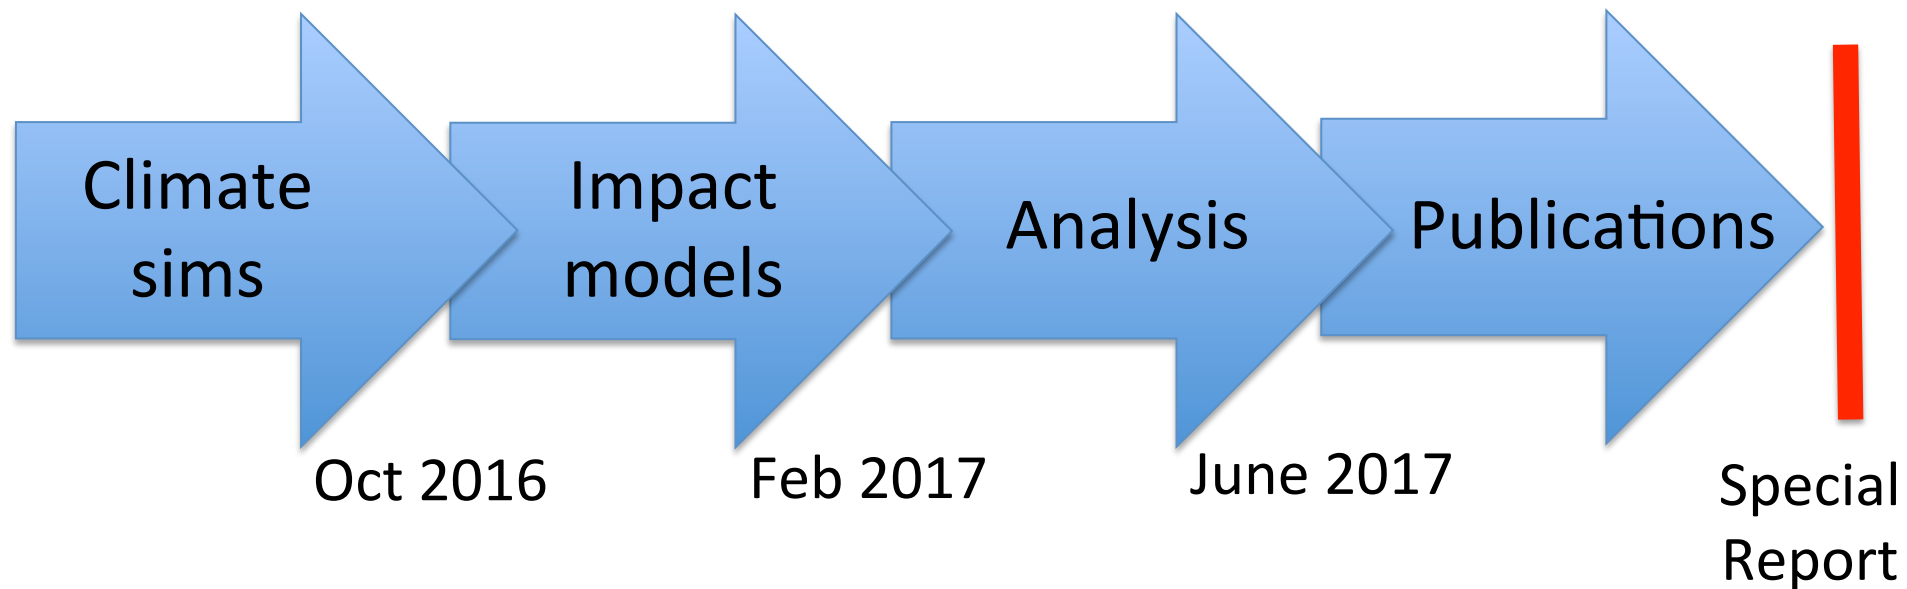 Climate
sims
Impact
models
Analysis
Publications
Oct 2016
Feb 2017
June 2017
Special
Report